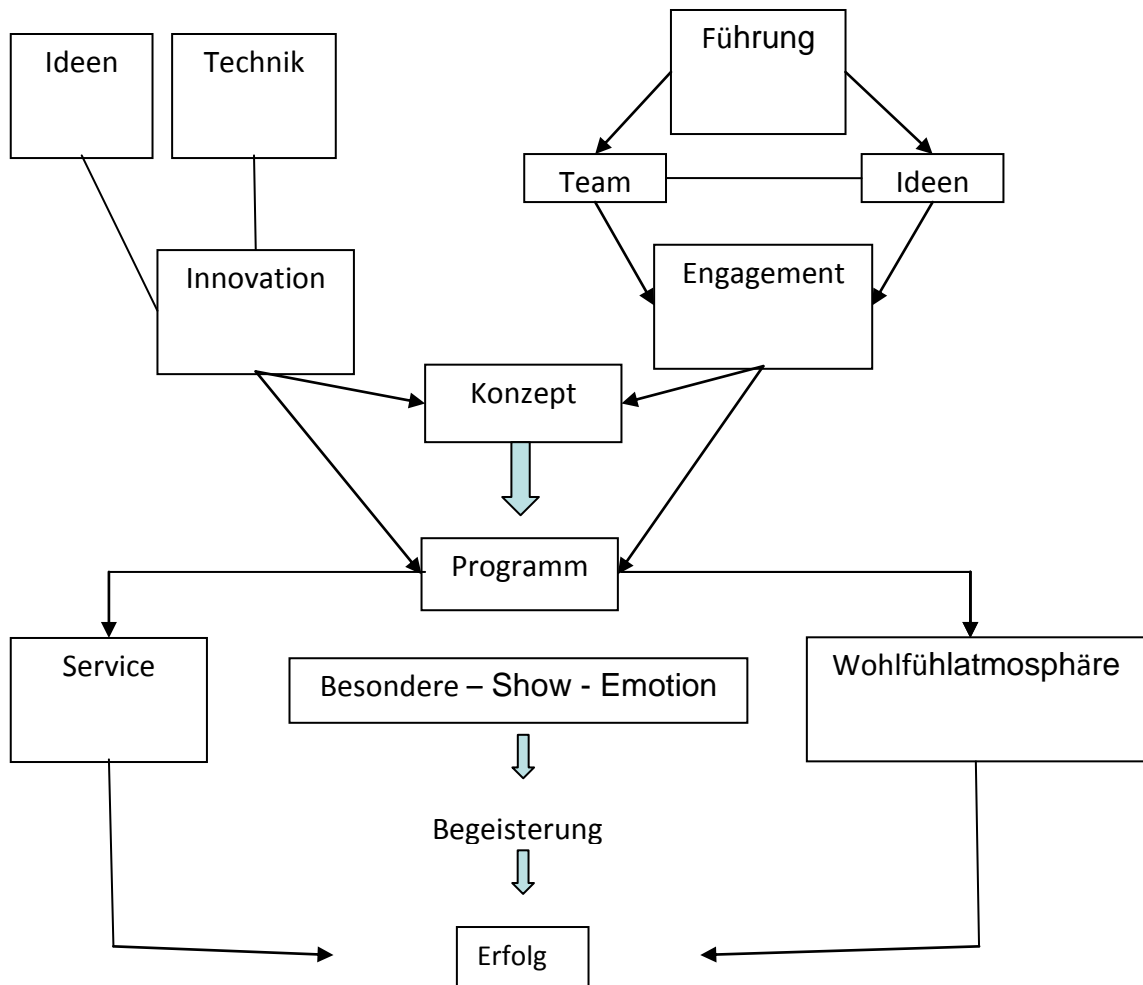 Ideen
Technik
Führung
Team
Ideen
Innovation
Engagement
Konzept
Programm
Service
Besondere – Show - Emotion
Wohlfühlatmosphäre
Begeisterung
Erfolg